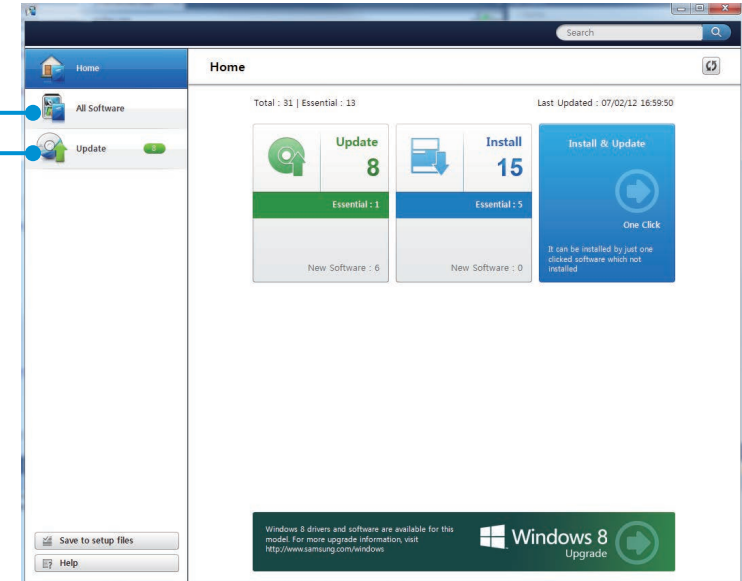 Search
Home
Home
All Software
Update
Total : 31 | Essential : 13
Last Updated : 07/02/12 16:59:50
Update
8
Essential : 1
New Software : 6
Install
15
Essential : 5
New Software : 0
Install & Update
One Click
It can be installed by just one
clicked software which not
installed
Windows 8 drivers and software are available for this
model. For more upgrade information, visit
http://www.samsung.com/windows
Windows 8
Upgrade
Save to setup files
Help